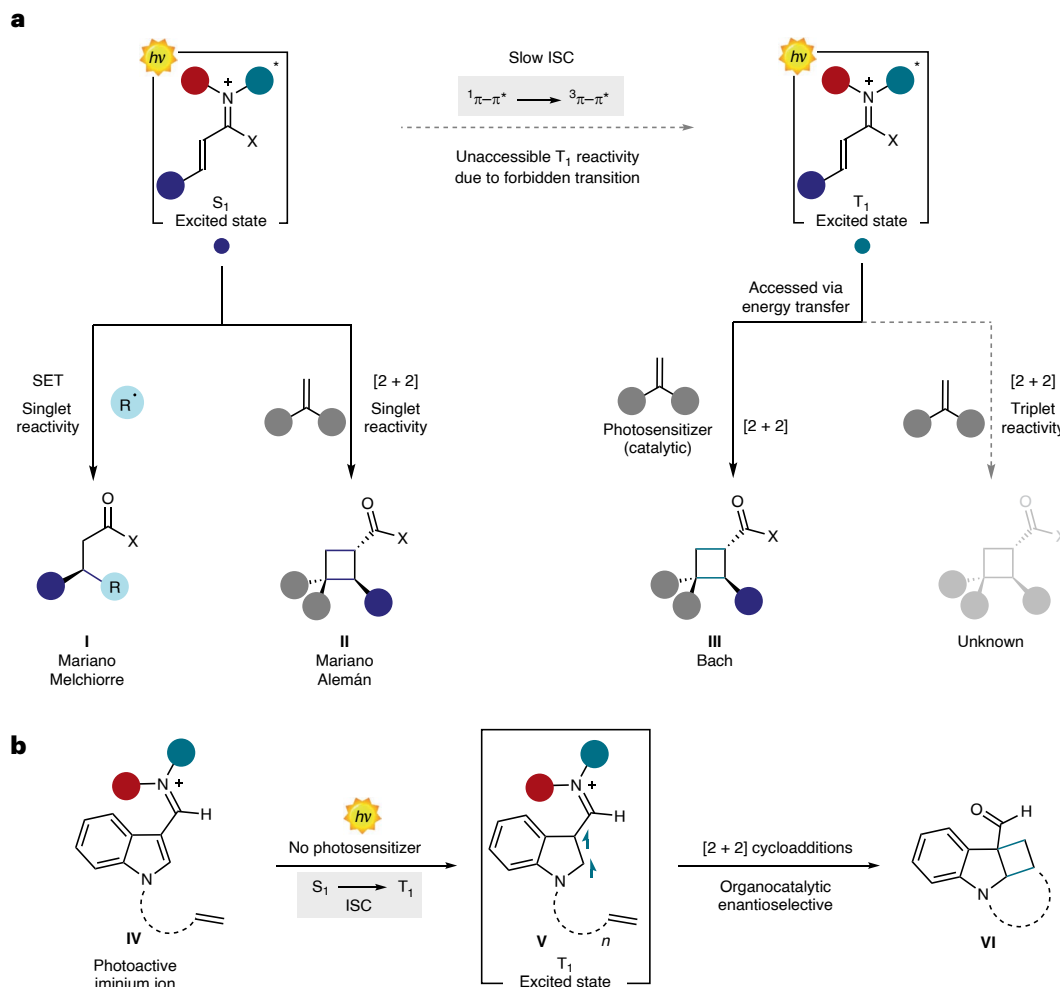 a
hν
*
hν
*
Slow ISC
¹π–π* ³π–π*
Unaccessible T₁ reactivity
due to forbidden transition
N
+
X
N
+
X
S₁
Excited state
T₁
Excited state
Accessed via
energy transfer
SET
Singlet
reactivity
R•
[2 + 2]
Singlet
reactivity
Photosensitizer
(catalytic)
[2 + 2]
[2 + 2]
Triplet
reactivity
O
X
R
O
X
O
X
O
X
I
Mariano
Melchiorre
II
Mariano
Alemán
III
Bach
Unknown
b
N
+
H
N
IV
Photoactive
iminium ion
hν
No photosensitizer
S₁ T₁
ISC
N
+
H
N
V
n
T₁
Excited state
[2 + 2] cycloadditions
Organocatalytic
enantioselective
O
H
N
VI